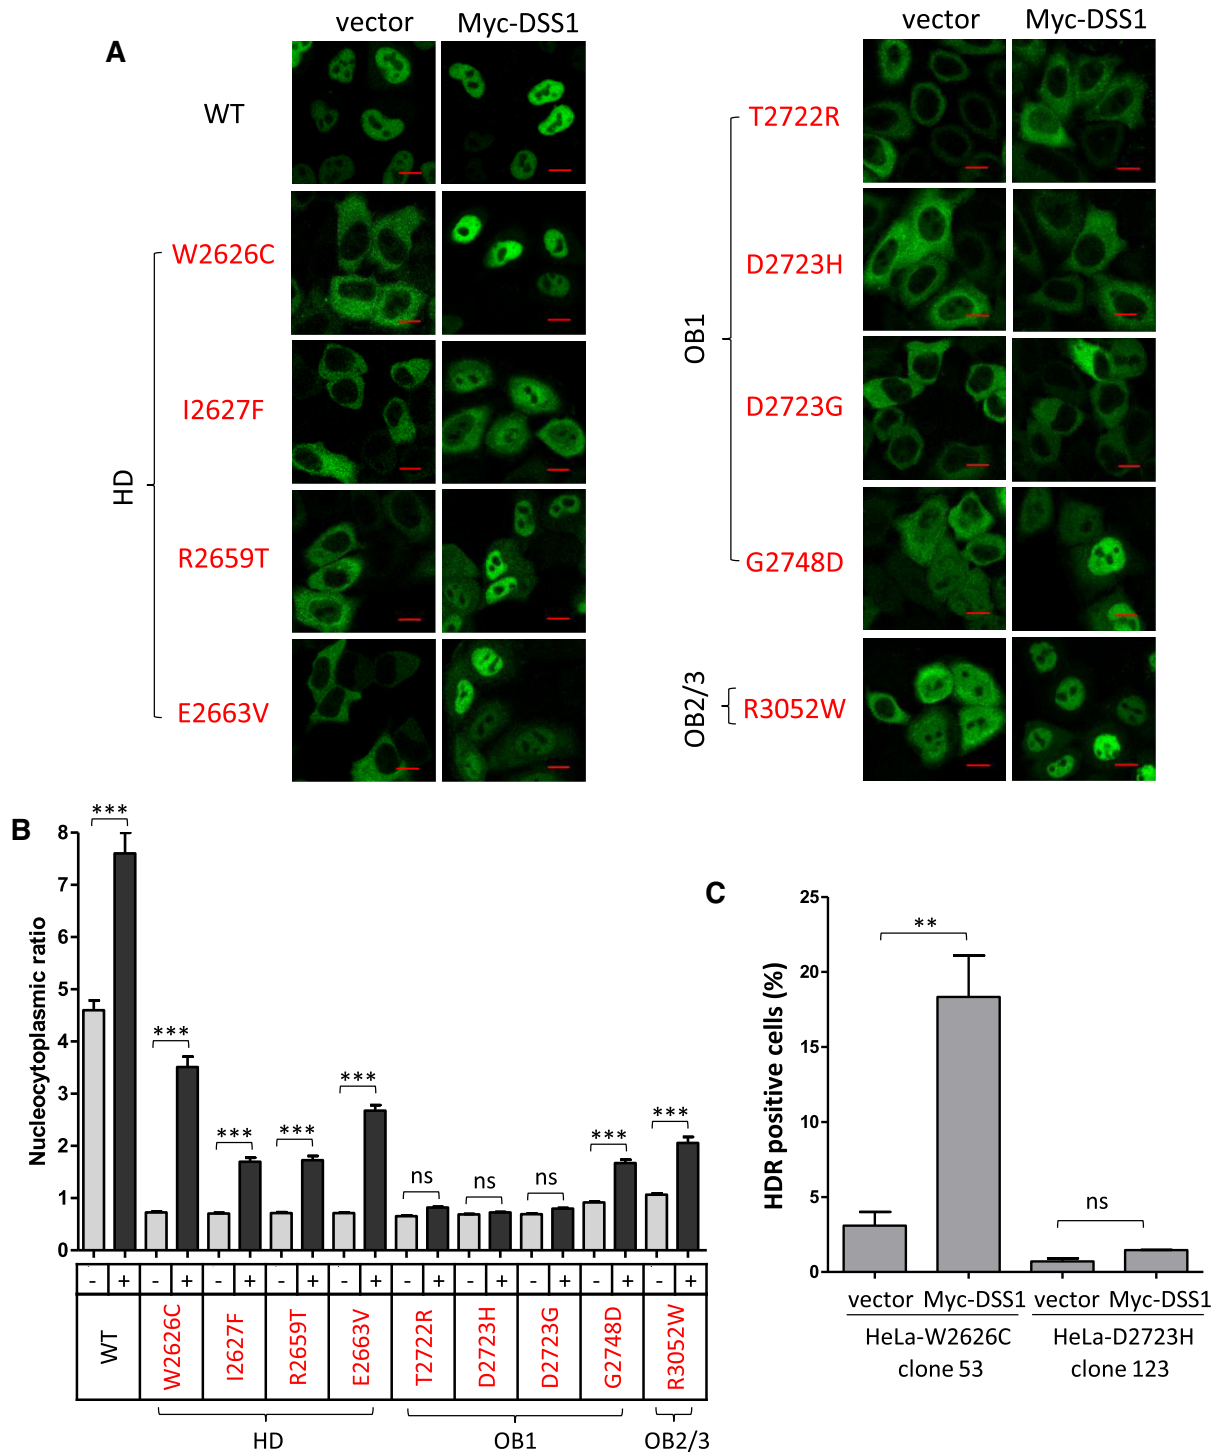 A
vector Myc-DSS1
WT
W2626C
I2627F
HD
R2659T
E2663V
vector Myc-DSS1
T2722R
D2723H
OB1
D2723G
G2748D
OB2/3
R3052W
B
Nucleocytoplasmic ratio
8
7
6
5
4
3
2
1
0
***
***
***
***
***
ns
ns
ns
***
***
- + - + - + - + - + - + - + - + - + - +
WT W2626C I2627F R2659T E2663V T2722R D2723H D2723G G2748D R3052W
HD OB1 OB2/3
C
HDR positive cells (%)
25
20
15
10
5
0
**
ns
vector Myc-DSS1 vector Myc-DSS1
HeLa-W2626C HeLa-D2723H
clone 53 clone 123